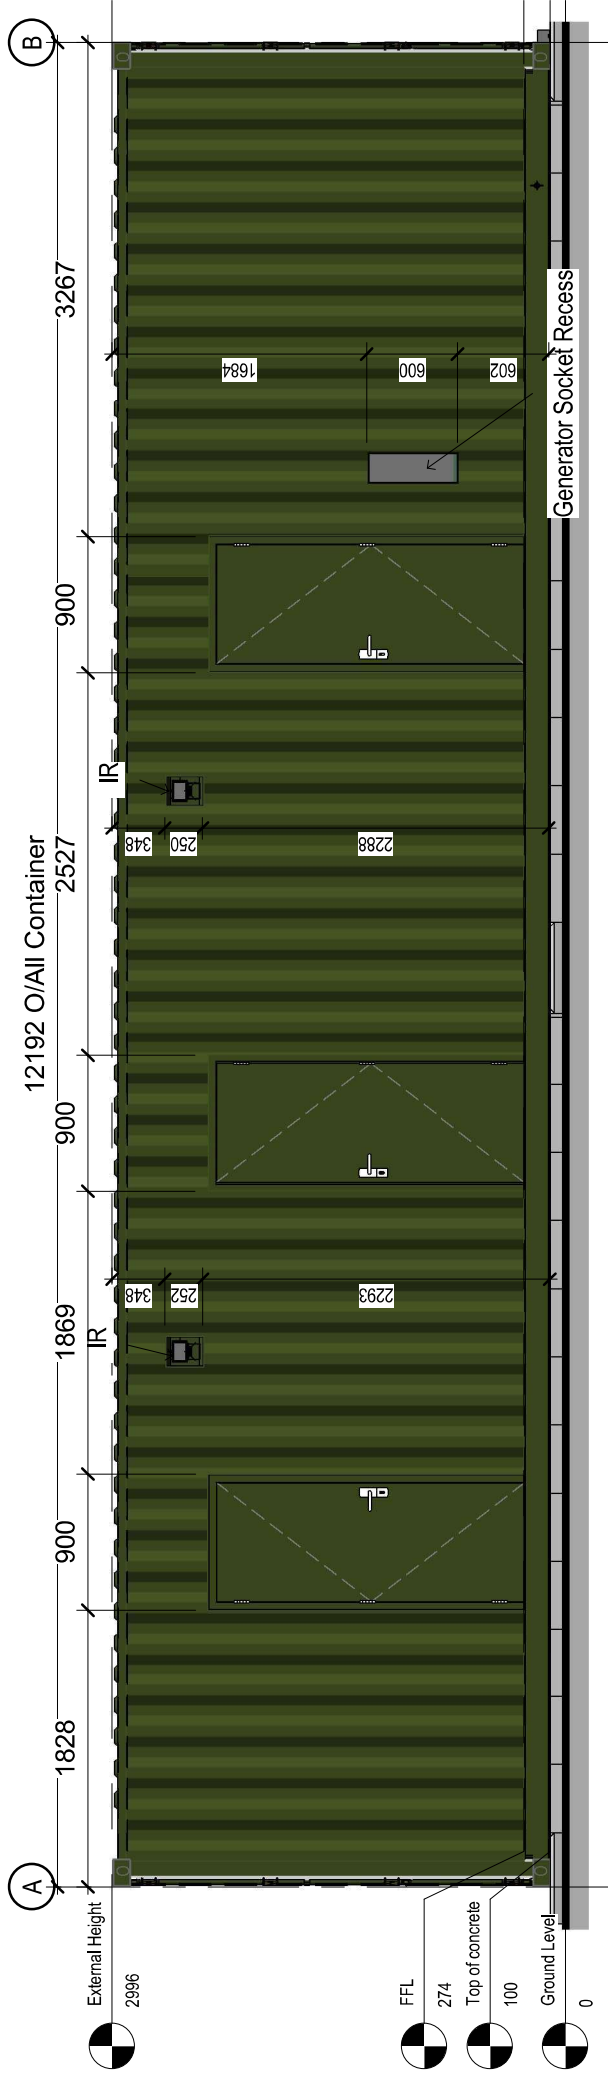 12192 O/All Container
A
1828
900
1869
900
2527
900
3267
B
IR
IR
348
252
2293
348
250
2288
1684
600
602
Generator Socket Recess
External Height
2996
FFL
274
Top of concrete
100
Ground Level
0